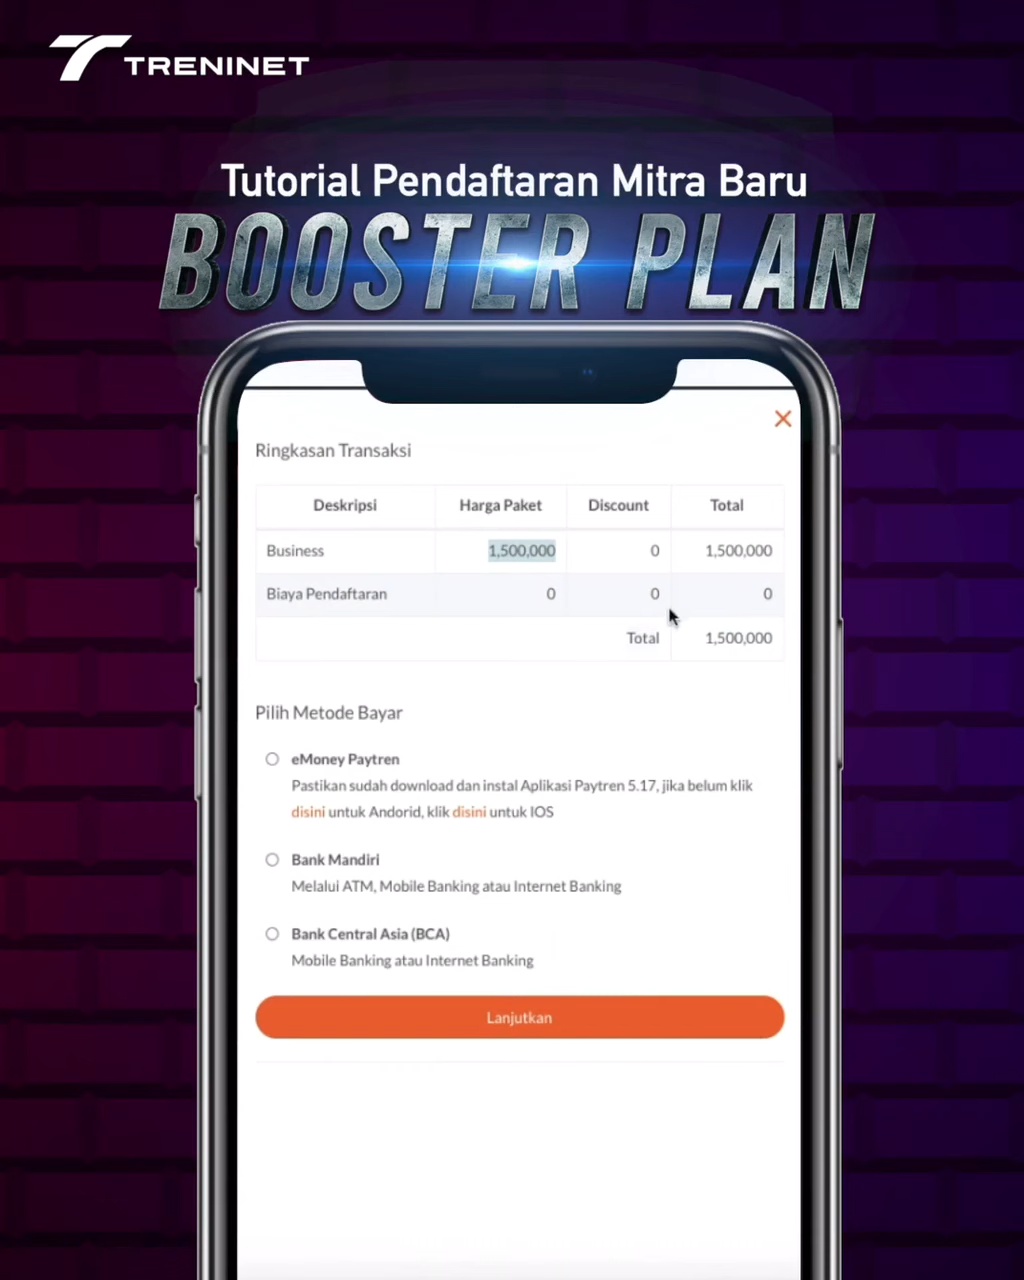 TRENINET
Tutorial Pendaftaran Mitra Baru
BOOSTER PLAN
Ringkasan Transaksi
Deskripsi Harga Paket Discount Total
Business 1,500,000 0 1,500,000
Biaya Pendaftaran 0 0 0
Total 1,500,000
Pilih Metode Bayar
eMoney Paytren
Pastikan sudah download dan instal Aplikasi Paytren 5.17, jika belum klik
disini untuk Andorid, klik disini untuk IOS
Bank Mandiri
Melalui ATM, Mobile Banking atau Internet Banking
Bank Central Asia (BCA)
Mobile Banking atau Internet Banking
Lanjutkan